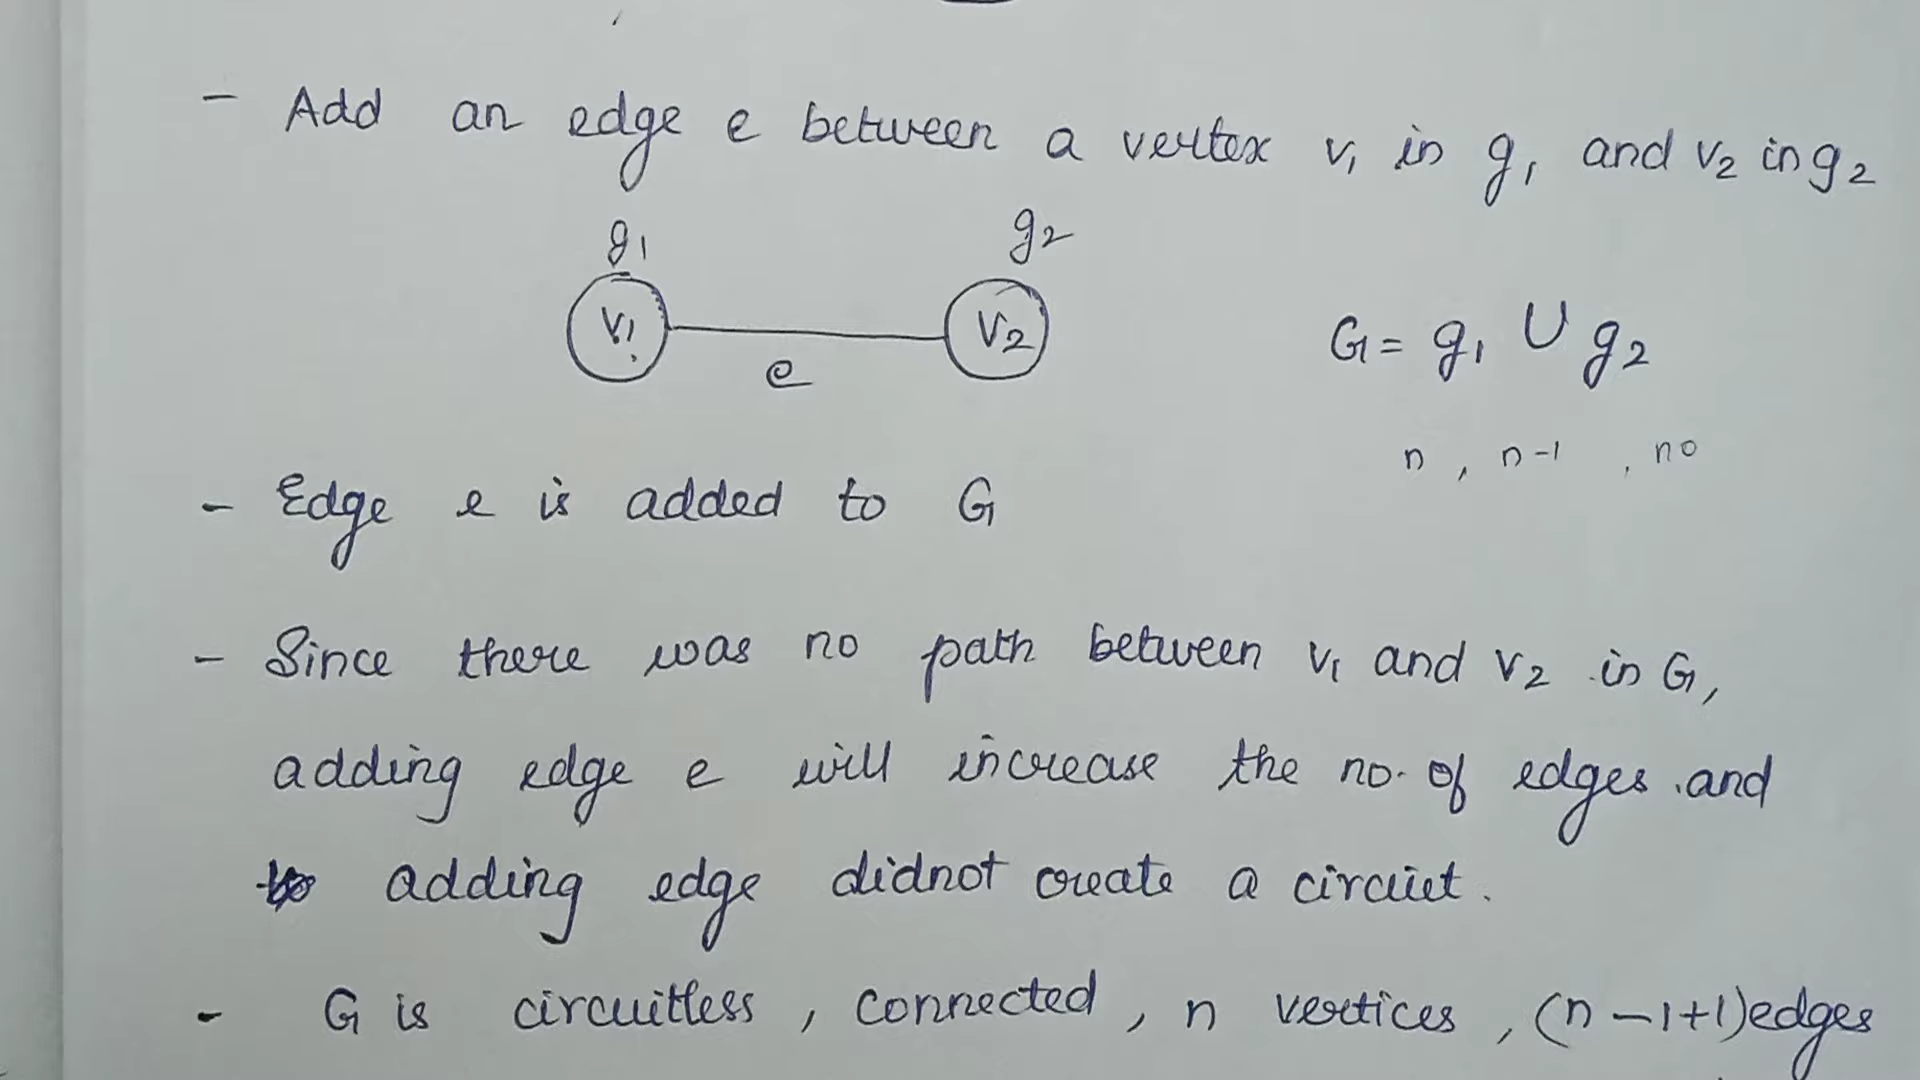 - Add an edge e between a vertex v1 in g1 and v2 in g2
g1 g2
v1 v2
G = g1 ∪ g2
e
n , n-1 , no
- Edge e is added to G
- Since there was no path between v1 and v2 in G,
adding edge e will increase the no. of edges and
adding edge didnot create a circuit.
- G is circuitless , connected , n vertices , (n-1+1)edges